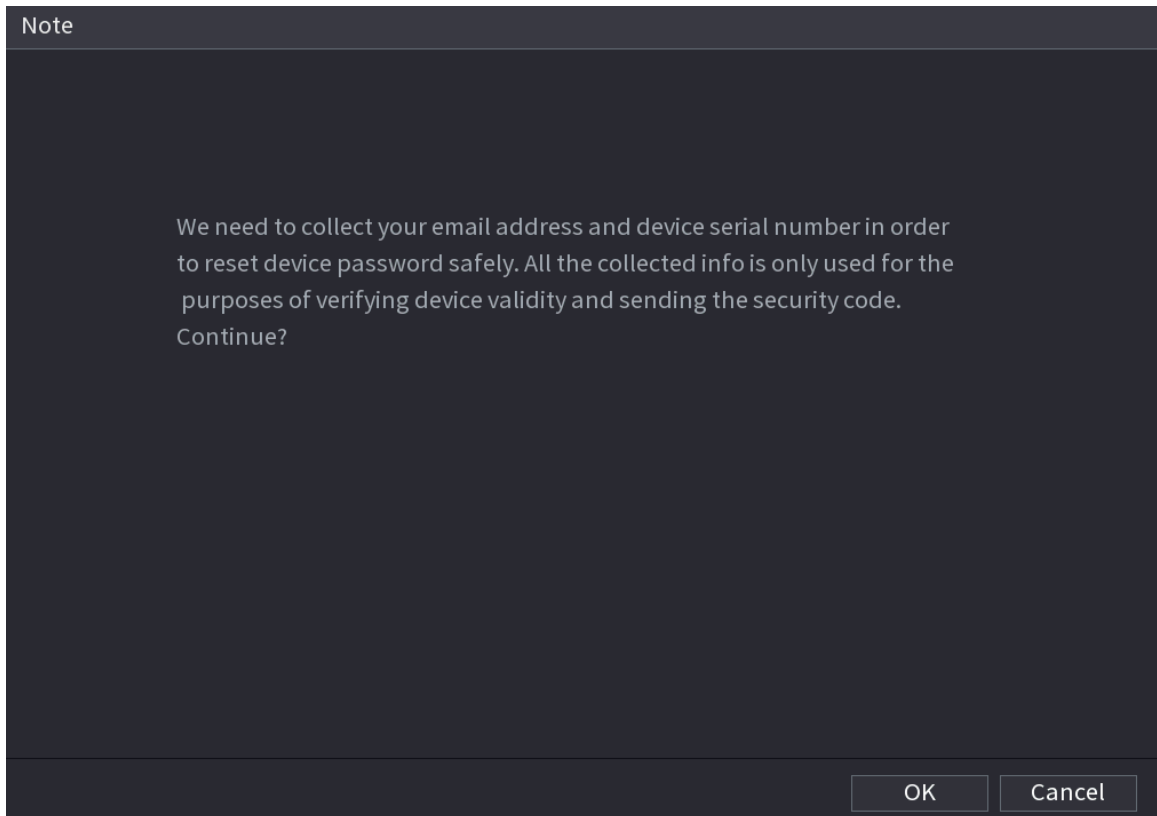 Note
We need to collect your email address and device serial number in order
to reset device password safely. All the collected info is only used for the
purposes of verifying device validity and sending the security code.
Continue?
OK
Cancel